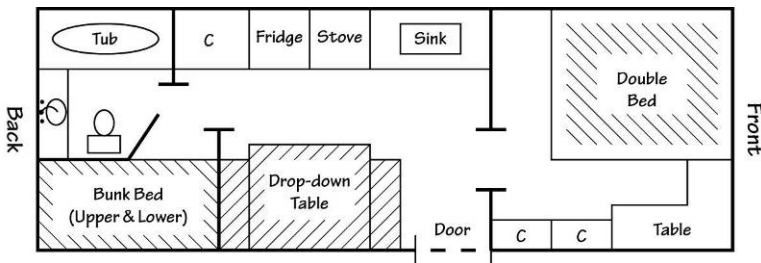 Tub
C
Fridge
Stove
Sink
Double
Bed
Back
Front
Bunk Bed
(Upper & Lower)
Drop-down
Table
Door
C
C
Table